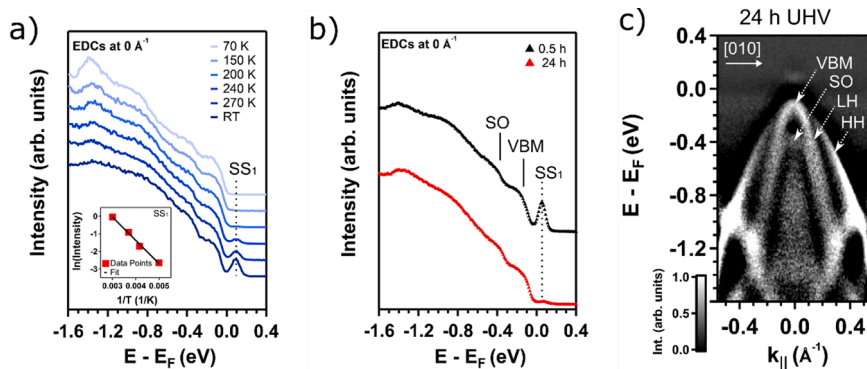 a)
EDCs at 0 Å⁻¹
70 K
150 K
200 K
240 K
270 K
RT
SS₁
Intensity (arb. units)
ln(Intensity)
0
-1
-2
-3
SS₁
Data Points
Fit
0.003 0.004 0.005
1/T (1/K)
-1.6 -1.2 -0.8 -0.4 0.0 0.4
E - E_F (eV)
b)
EDCs at 0 Å⁻¹
0.5 h
24 h
SO
VBM
SS₁
Intensity (arb. units)
-1.6 -1.2 -0.8 -0.4 0.0 0.4
E - E_F (eV)
c)
24 h UHV
[010]
VBM
SO
LH
HH
E - E_F (eV)
0.4
0.0
-0.4
-0.8
-1.2
Int. (arb. units)
1.0
0.5
0.0
-0.5 0.0 0.5
k_|| (Å⁻¹)